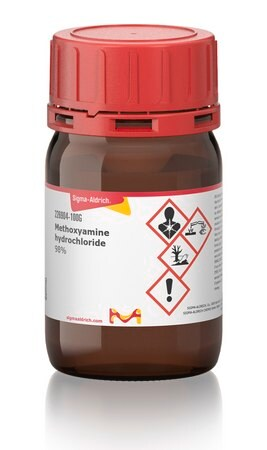 Sigma-Aldrich
226904-100G
Methoxyamine
hydrochloride
98%
sigmaaldrich.com
M